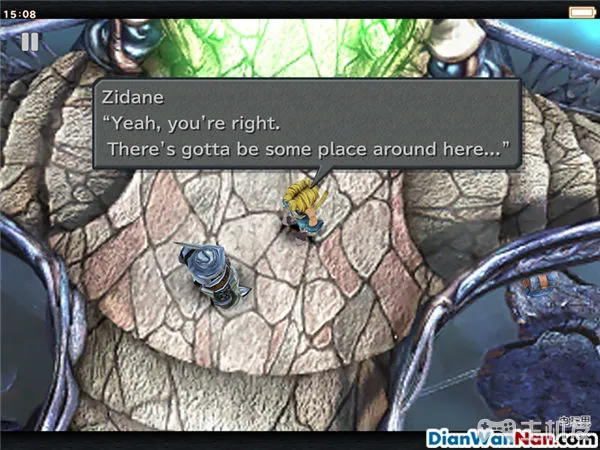 15:08
Zidane
“Yeah, you’re right.
There’s gotta be some place around here...”
DianWanNan.com